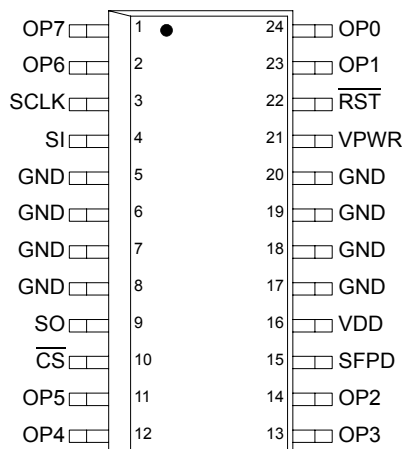 OP7 1 24 OP0
OP6 2 23 OP1
SCLK 3 22 RST
SI 4 21 VPWR
GND 5 20 GND
GND 6 19 GND
GND 7 18 GND
GND 8 17 GND
SO 9 16 VDD
CS 10 15 SFPD
OP5 11 14 OP2
OP4 12 13 OP3